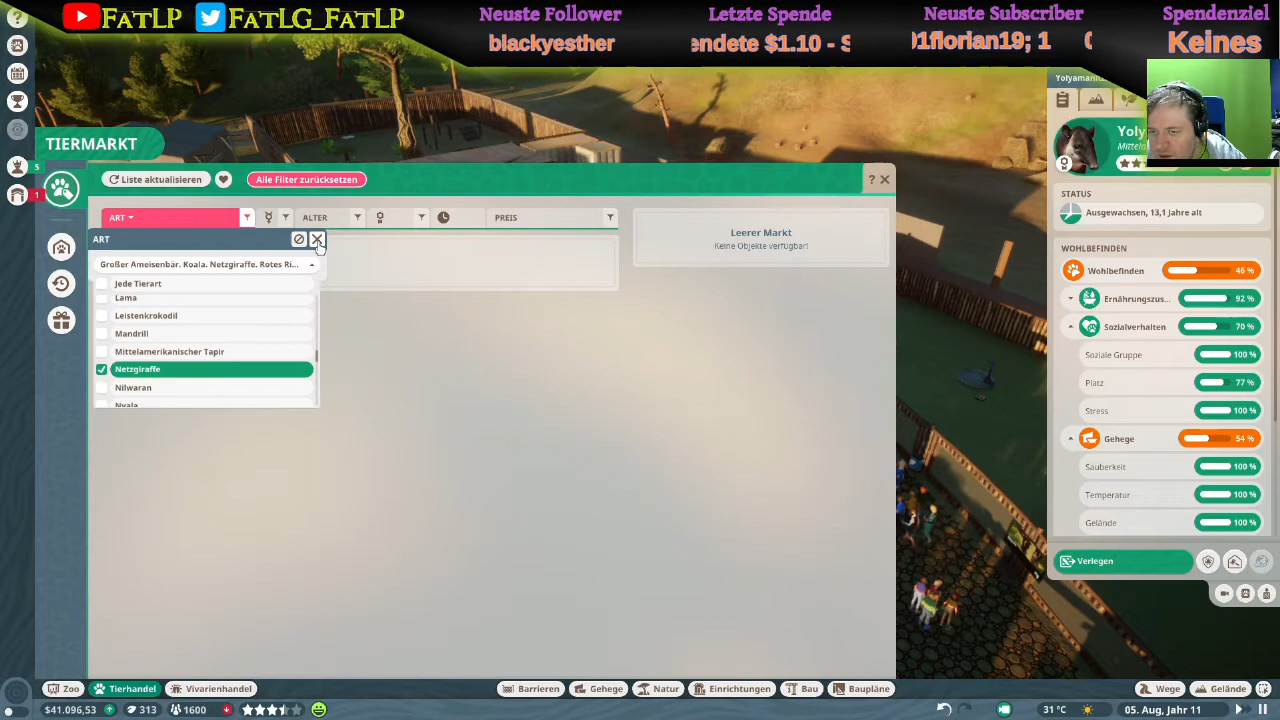 FatLP
FatLG_FatLP
Neuste Follower
blackyesther
Letzte Spende
endete $1.10 - S
Neuste Subscriber
01florian19; 1
Spendenziel
Keines
TIERMARKT
5
1
Liste aktualisieren
Alle Filter zurücksetzen
? ×
ART
ALTER
PREIS
ART
Großer Ameisenbär. Koala. Netzgiraffe. Rotes Ri...
Jede Tierart
Lama
Leistenkrokodil
Mandrill
Mittelamerikanischer Tapir
Netzgiraffe
Nilwaran
Nyala
Leerer Markt
Keine Objekte verfügbar!
STATUS
Ausgewachsen, 13,1 Jahre alt
WOHLBEFINDEN
Wohlbefinden 46 %
Ernährungszus... 92 %
Sozialverhalten 70 %
Soziale Gruppe 100 %
Platz 77 %
Stress 100 %
Gehege 54 %
Sauberkeit 100 %
Temperatur 100 %
Gelände 100 %
Verlegen
Zoo
Tierhandel
Vivarienhandel
Barrieren
Gehege
Natur
Einrichtungen
Bau
Baupläne
Wege
Gelände
$41.096,53
313
1600
31 °C
05. Aug, Jahr 11